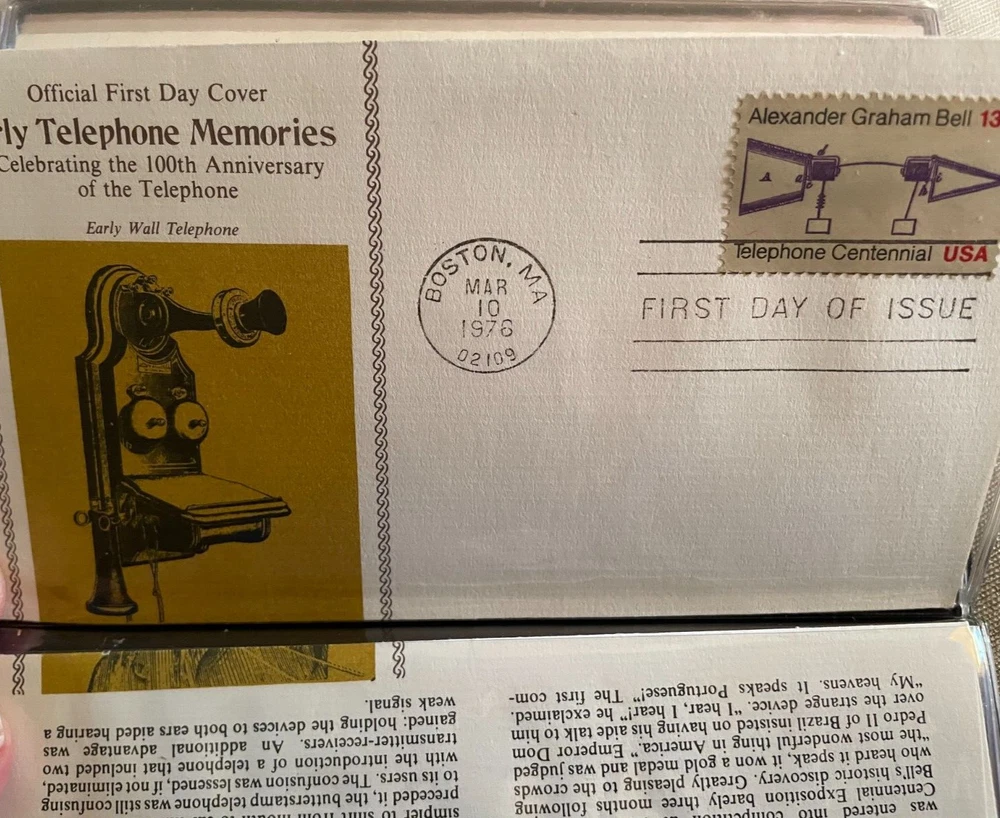 Official First Day Cover
rly Telephone Memories
Celebrating the 100th Anniversary
of the Telephone
Early Wall Telephone
BOSTON, MA
MAR
10
1976
02109
Alexander Graham Bell 13
A
Telephone Centennial USA
FIRST DAY OF ISSUE
was entered into competition
Centennial Exposition barely three months following
Bell's historic discovery. Greatly pleasing to the crowds
who heard it speak, it won a gold medal and was judged
“the most wonderful thing in America.” Emperor Dom
Pedro II of Brazil insisted on having his aide talk to him
over the strange device. “I hear, I hear!” he exclaimed.
“My heavens. It speaks Portuguese!” The first com-
simpler to shift from mouth to
preceded it, the butterstamp telephone was still confusing
to its users. The confusion was lessened, if not eliminated,
with the introduction of a telephone that included two
transmitter-receivers. An additional advantage was
gained: holding the devices to both ears aided hearing a
weak signal.